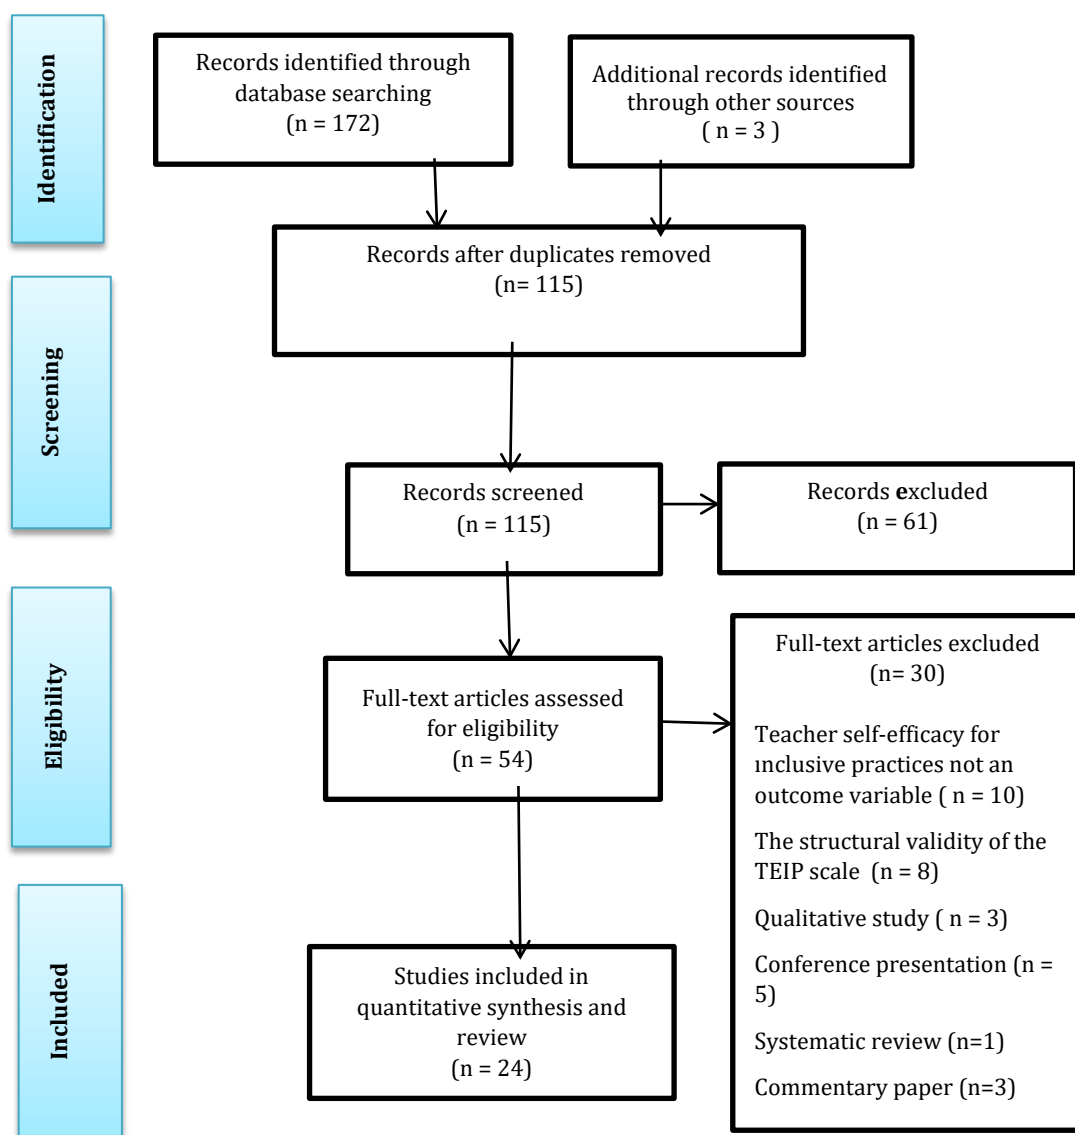 Identification
Records identified through
database searching
(n = 172)
Additional records identified
through other sources
( n = 3 )
Records after duplicates removed
(n= 115)
Screening
Records screened
(n = 115)
Records excluded
(n = 61)
Eligibility
Full-text articles assessed
for eligibility
(n = 54)
Full-text articles excluded
(n= 30)
Teacher self-efficacy for
inclusive practices not an
outcome variable ( n = 10)
The structural validity of the
TEIP scale (n = 8)
Qualitative study ( n = 3)
Conference presentation (n =
5)
Systematic review (n=1)
Commentary paper (n=3)
Included
Studies included in
quantitative synthesis and
review
(n = 24)